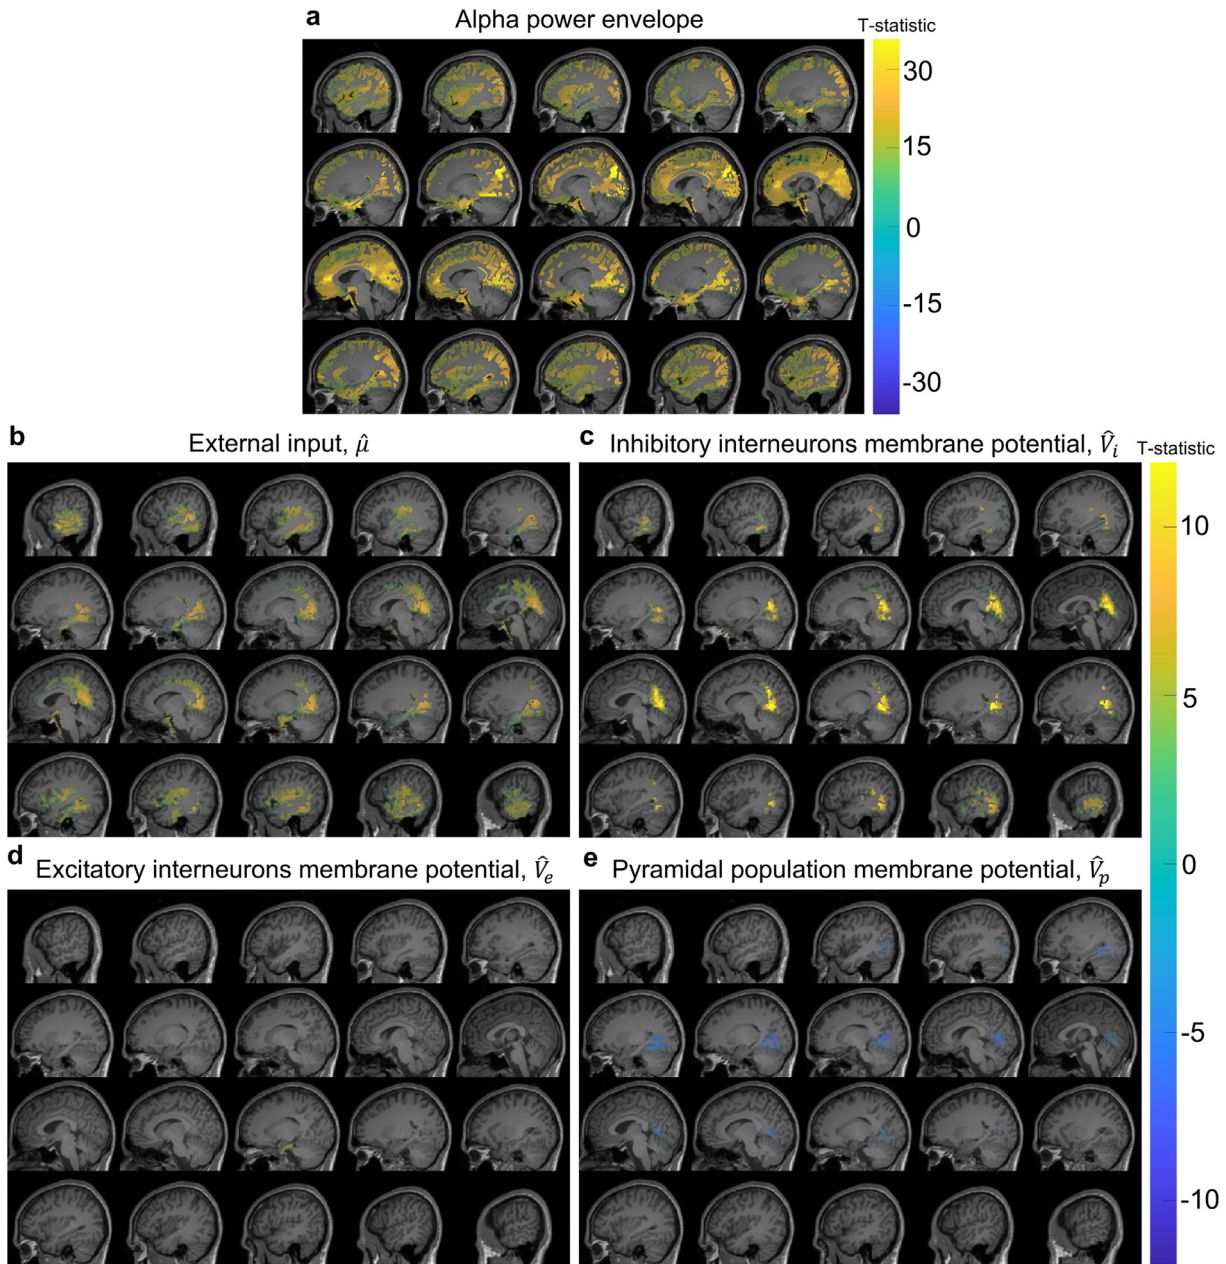 a Alpha power envelope
T-statistic
30
15
0
-15
-30
b External input, μ̂
c Inhibitory interneurons membrane potential, V̂ᵢ
T-statistic
10
5
0
-5
-10
d Excitatory interneurons membrane potential, V̂ₑ
e Pyramidal population membrane potential, V̂ₚ